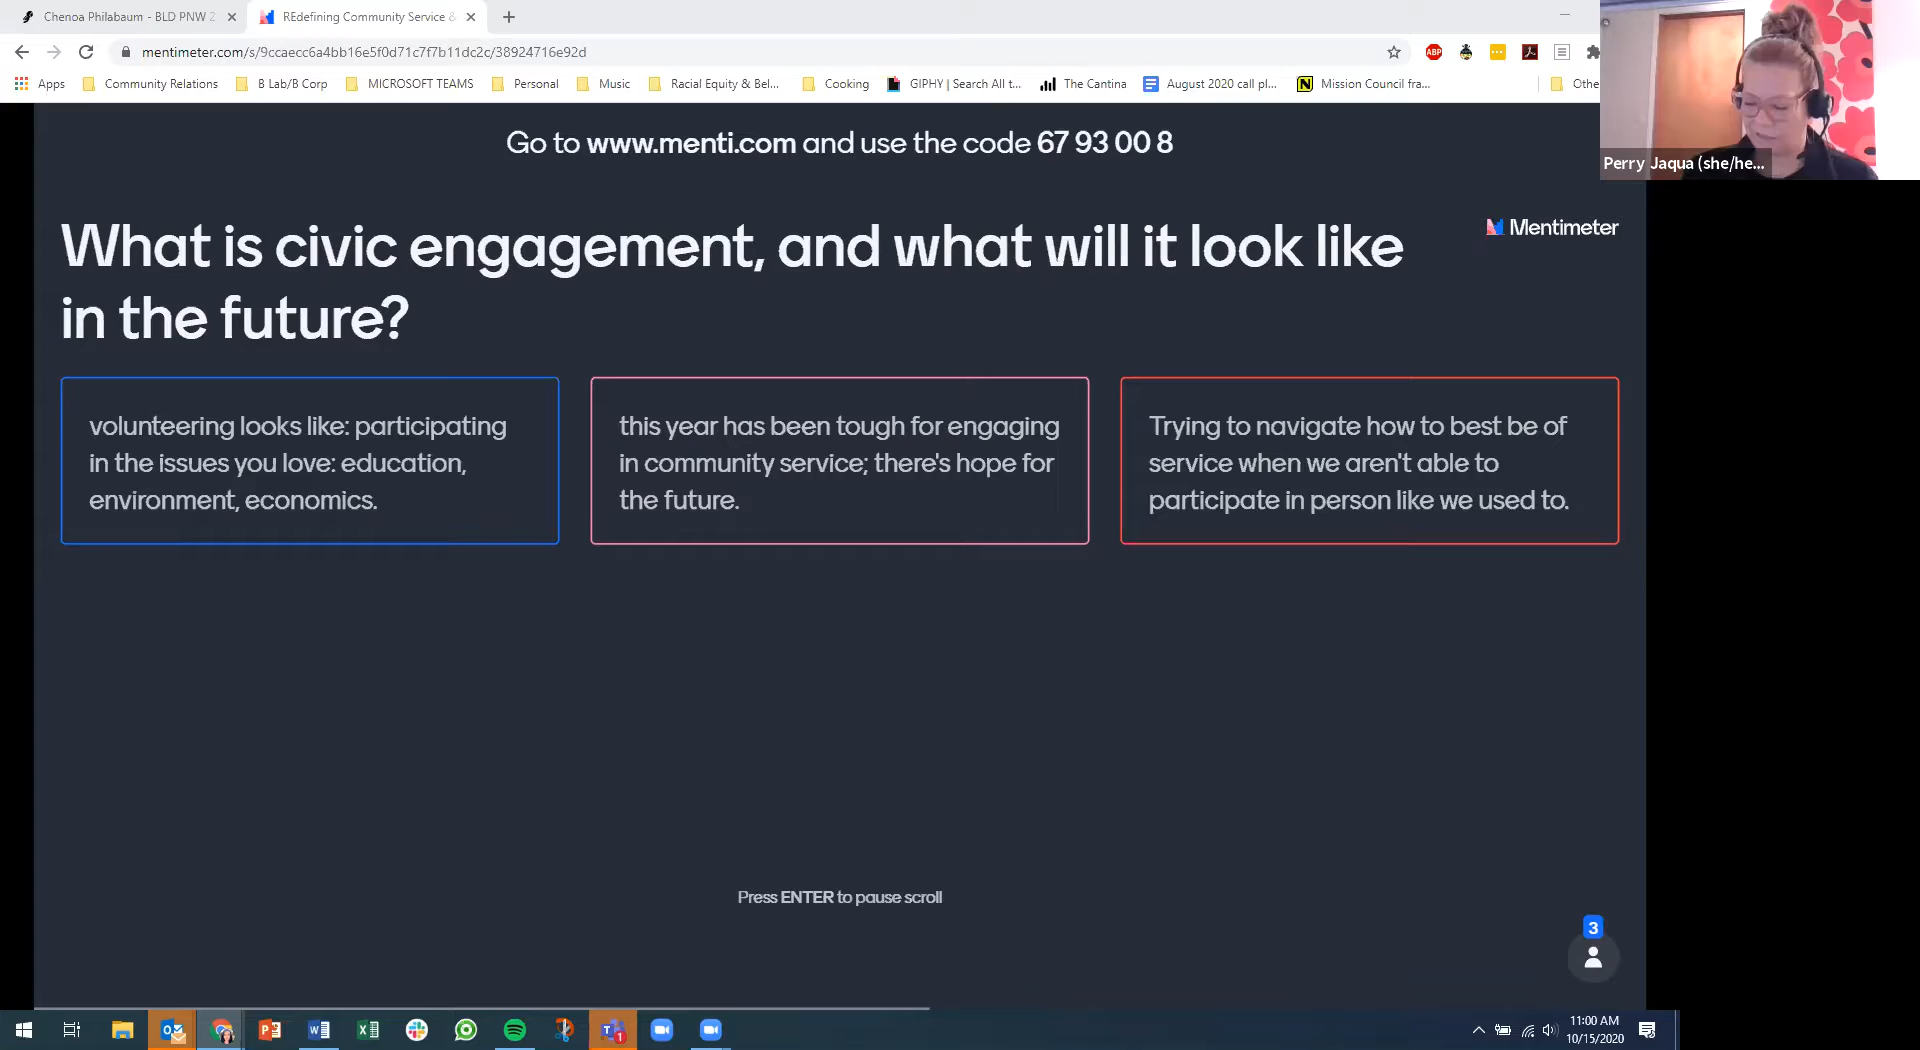 Chenoa Philabaum - BLD PNW 2
REdefining Community Service &
mentimeter.com/s/9ccaecc6a4bb16e5f0d71c7f7b11dc2c/38924716e92d
ABP
Apps
Community Relations
B Lab/B Corp
MICROSOFT TEAMS
Personal
Music
Racial Equity & Bel...
Cooking
GIPHY | Search All t...
The Cantina
August 2020 call pl...
Mission Council fra...
Othe
Perry Jaqua (she/he...
Go to www.menti.com and use the code 67 93 00 8
Mentimeter
What is civic engagement, and what will it look like
in the future?
volunteering looks like: participating
in the issues you love: education,
environment, economics.
this year has been tough for engaging
in community service; there's hope for
the future.
Trying to navigate how to best be of
service when we aren't able to
participate in person like we used to.
Press ENTER to pause scroll
3
11:00 AM
10/15/2020